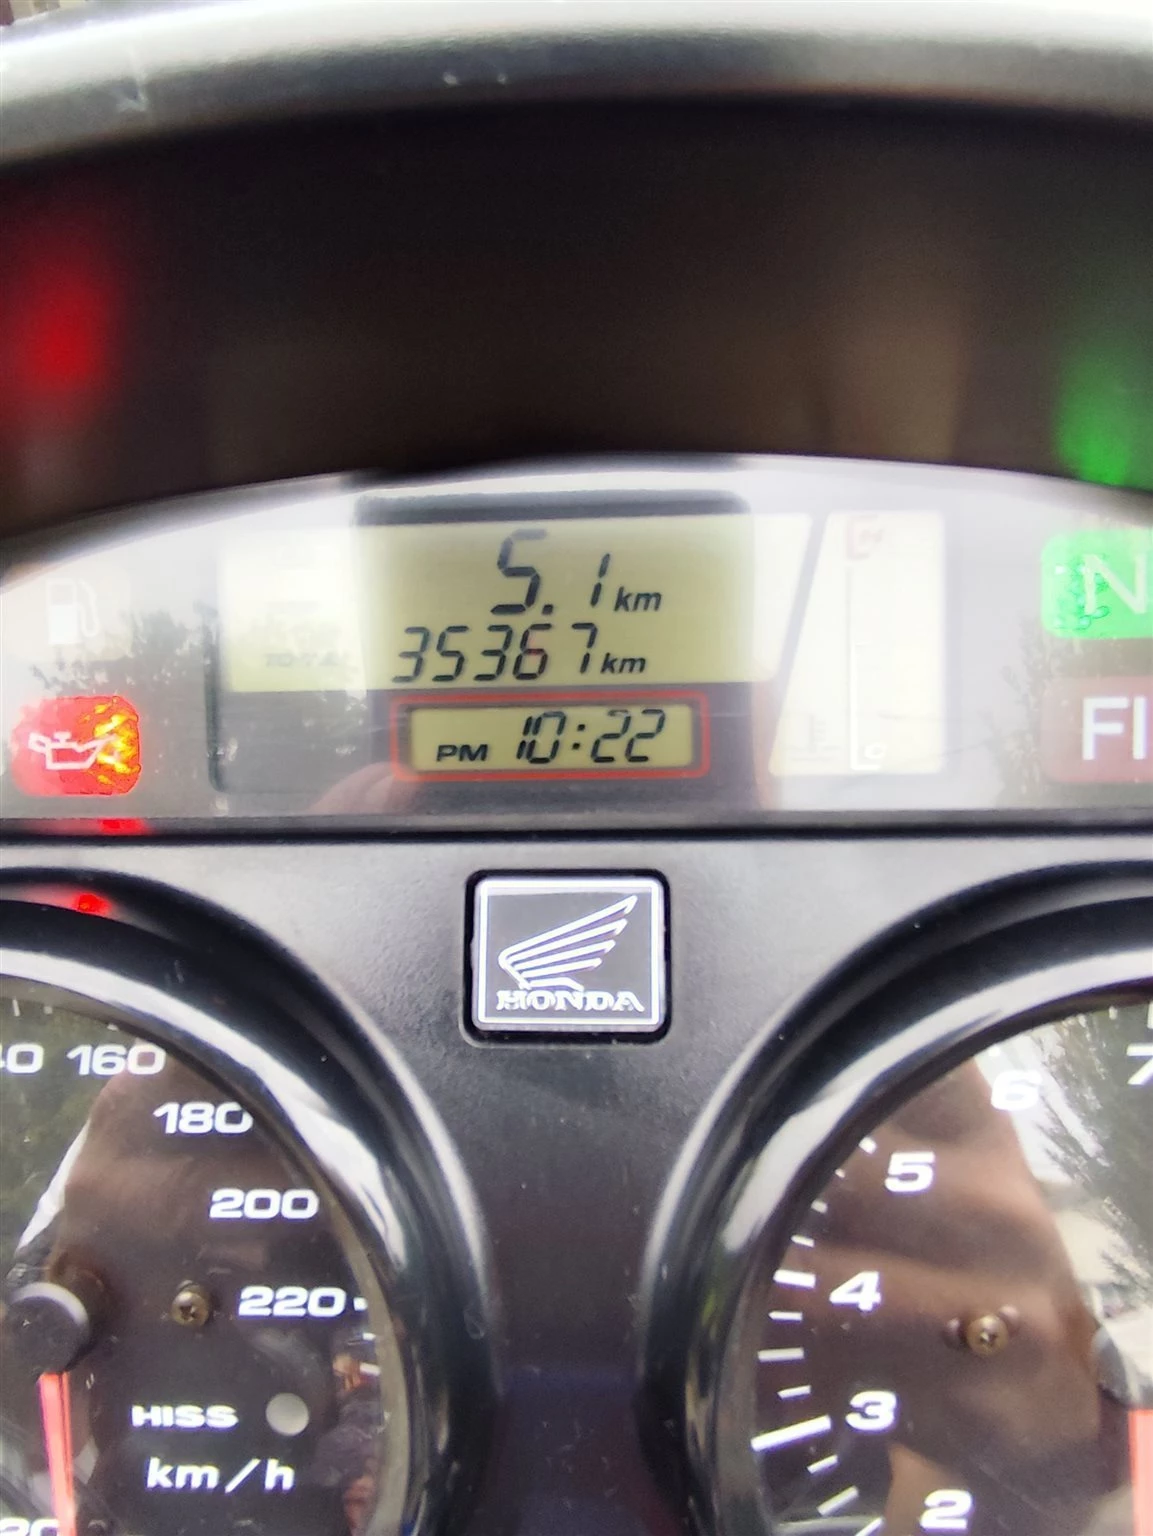 5.1 km
TOTAL 35367 km
PM 10:22
N
FI
HONDA
160
180
200
220
HISS
km/h
7
6
5
4
3
2